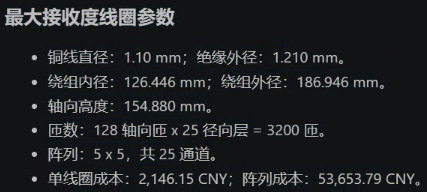 最大接收度线圈参数
• 铜线直径：1.10 mm；绝缘外径：1.210 mm。
• 绕组内径：126.446 mm；绕组外径：186.946 mm。
• 轴向高度：154.880 mm。
• 匝数：128 轴向匝 x 25 径向层 = 3200 匝。
• 阵列：5 x 5，共 25 通道。
• 单线圈成本：2,146.15 CNY；阵列成本：53,653.79 CNY。